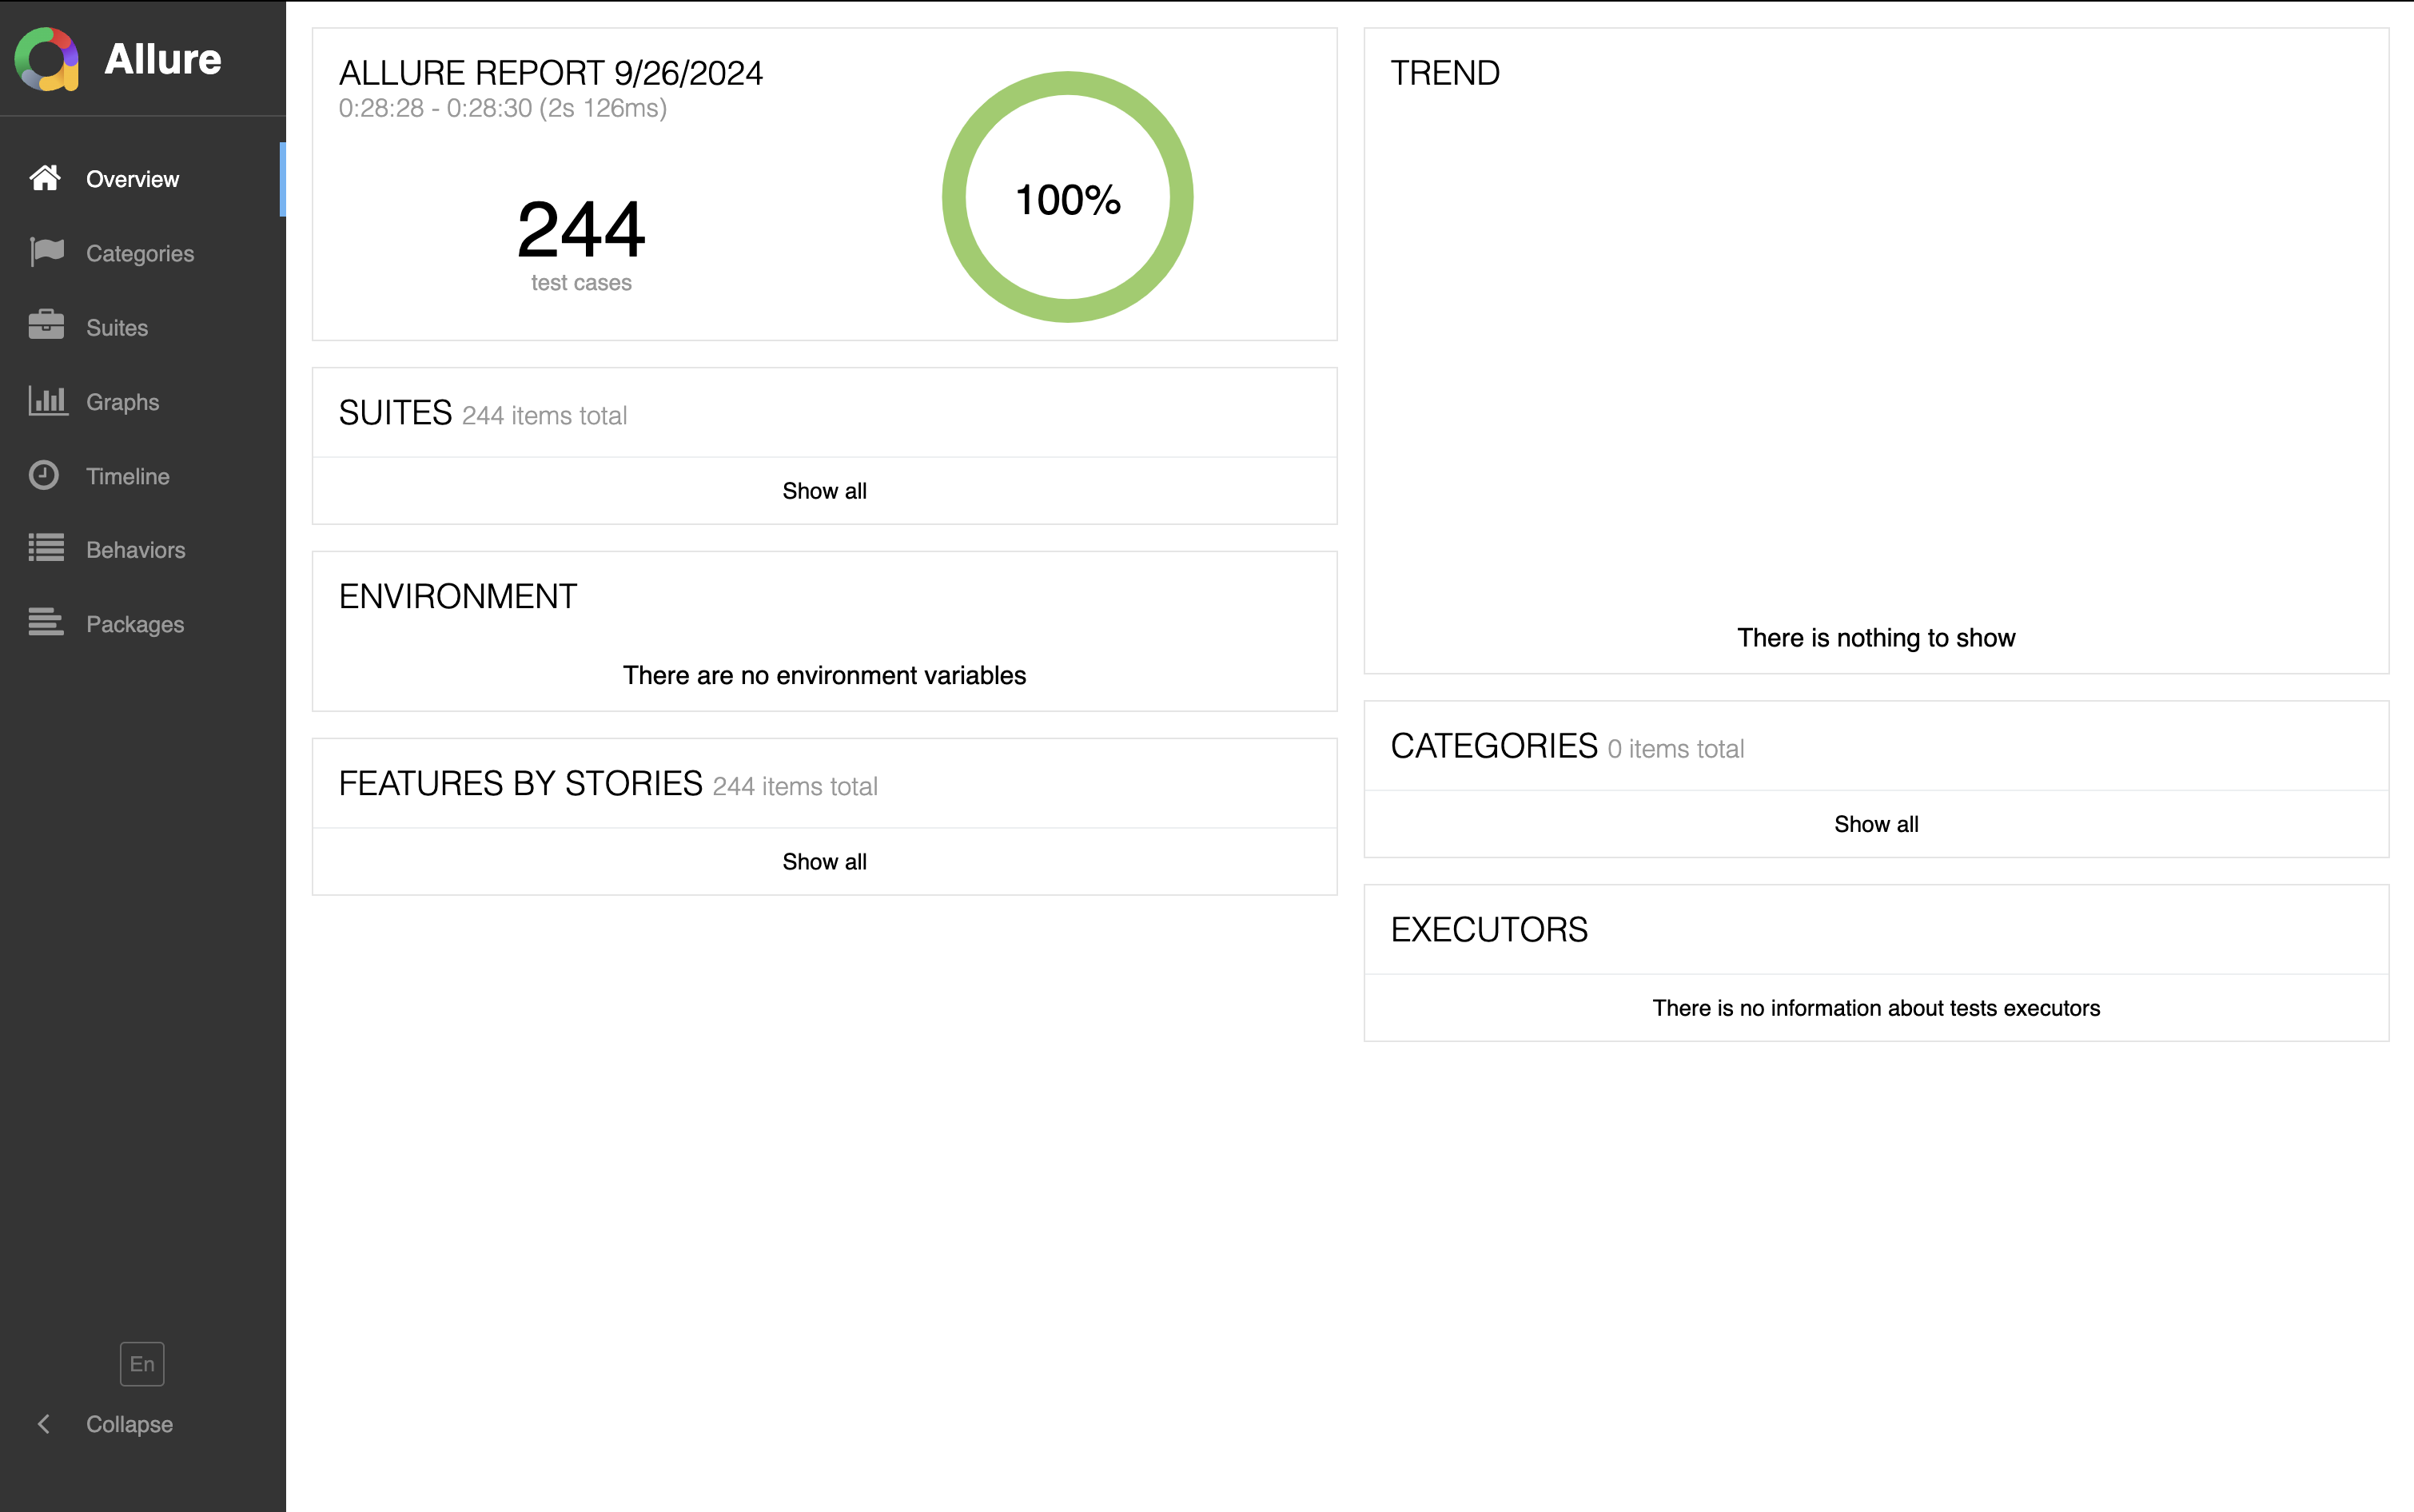 Allure
Overview
Categories
Suites
Graphs
Timeline
Behaviors
Packages
En
Collapse
ALLURE REPORT 9/26/2024
0:28:28 - 0:28:30 (2s 126ms)
244
test cases
100%
SUITES 244 items total
Show all
ENVIRONMENT
There are no environment variables
FEATURES BY STORIES 244 items total
Show all
TREND
There is nothing to show
CATEGORIES 0 items total
Show all
EXECUTORS
There is no information about tests executors